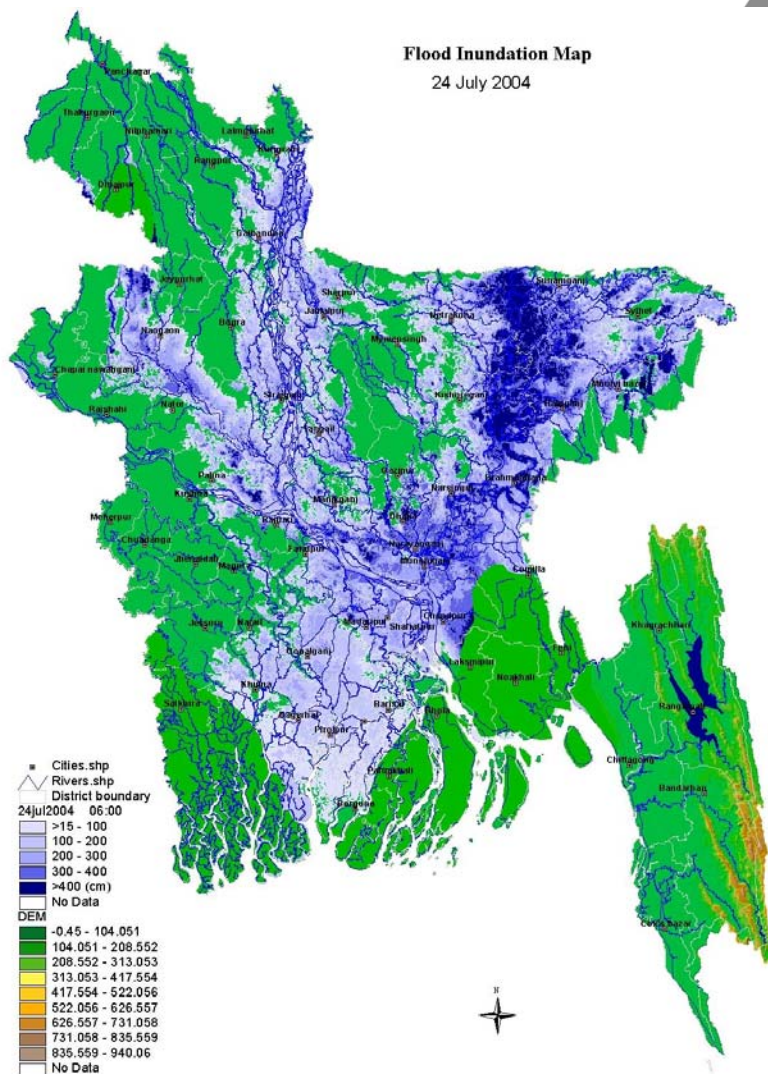 Flood Inundation Map
24 July 2004
Panchagar
Thakurgaon
Nilphamari
Lalmonirhat
Kurigram
Rangpur
Dinajpur
Gaibandha
Joypurhat
Sherpur
Sunamganj
Jamalpur
Netrakona
Sylhet
Naogaon
Bogra
Mymensingh
Chapai nawabganj
Moulvi bazar
Sirajganj
Kishoreganj
Rajshahi
Natore
Habiganj
Tangail
Gazipur
Pabna
Brahmanbaria
Kushtia
Narsingdi
Manikganj
Meherpur
Dhaka
Rajbari
Chuadanga
Narayanganj
Faridpur
Jhenaidah
Magura
Munshiganj
Comilla
Jessore
Narail
Madaripur
Shariatpur
Chandpur
Khagrachhari
Gopalganj
Feni
Lakshmipur
Noakhali
Khulna
Satkhira
Rangamati
Bagerhat
Barisal
Bhola
Pirojpur
Chittagong
Patuakhali
Bandarban
Barguna
Cox's bazar
Cities.shp
Rivers.shp
District boundary
24jul2004 06:00
>15 - 100
100 - 200
200 - 300
300 - 400
>400 (cm)
No Data
DEM
-0.45 - 104.051
104.051 - 208.552
208.552 - 313.053
313.053 - 417.554
417.554 - 522.056
522.056 - 626.557
626.557 - 731.058
731.058 - 835.559
835.559 - 940.06
No Data
N